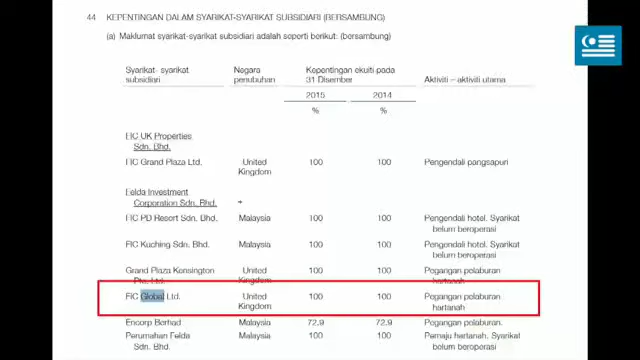 44 KEPENTINGAN DALAM SYARIKAT-SYARIKAT SUBSIDIARI (BERSAMBUNG)
(a) Maklumat syarikat-syarikat subsidiari adalah seperti berikut: (bersambung)
Syarikat- syarikat subsidiari
Negara penubuhan
Kepentingan ekuiti pada 31 Disember
Aktiviti – aktiviti utama
2015 2014
% %
FIC UK Properties
Sdn. Bhd.
FIC Grand Plaza Ltd. United 100 100 Pengendali pangsapuri
Kingdom
Felda Investment
Corporation Sdn. Bhd.
FIC PD Resort Sdn. Bhd. Malaysia 100 100 Pengendali hotel. Syarikat
belum beroperasi
FIC Kuching Sdn. Bhd. Malaysia 100 100 Pengendali hotel. Syarikat
belum beroperasi
Grand Plaza Kensington United 100 100 Pegangan pelaburan
Pte. Ltd. Kingdom hartanah
FIC Global Ltd. United 100 100 Pegangan pelaburan
Kingdom hartanah
Encorp Berhad Malaysia 72.9 72.9 Pegangan pelaburan.
Perumahan Felda Malaysia 100 100 Pemaju hartanah. Syarikat
Sdn. Bhd. belum beroperasi